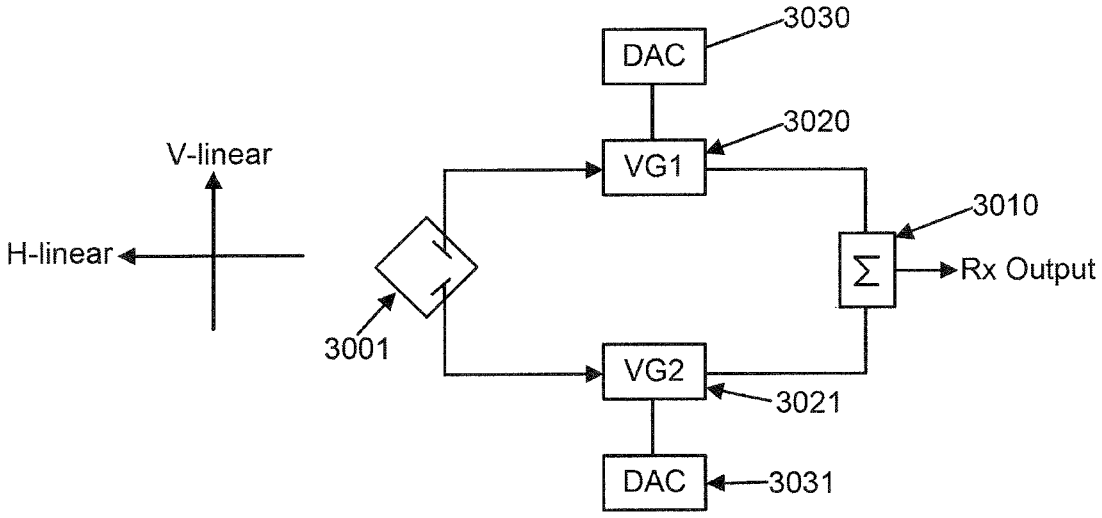 3030
DAC
3020
V-linear
VG1
3010
H-linear
Σ
Rx Output
3001
VG2
3021
DAC
3031